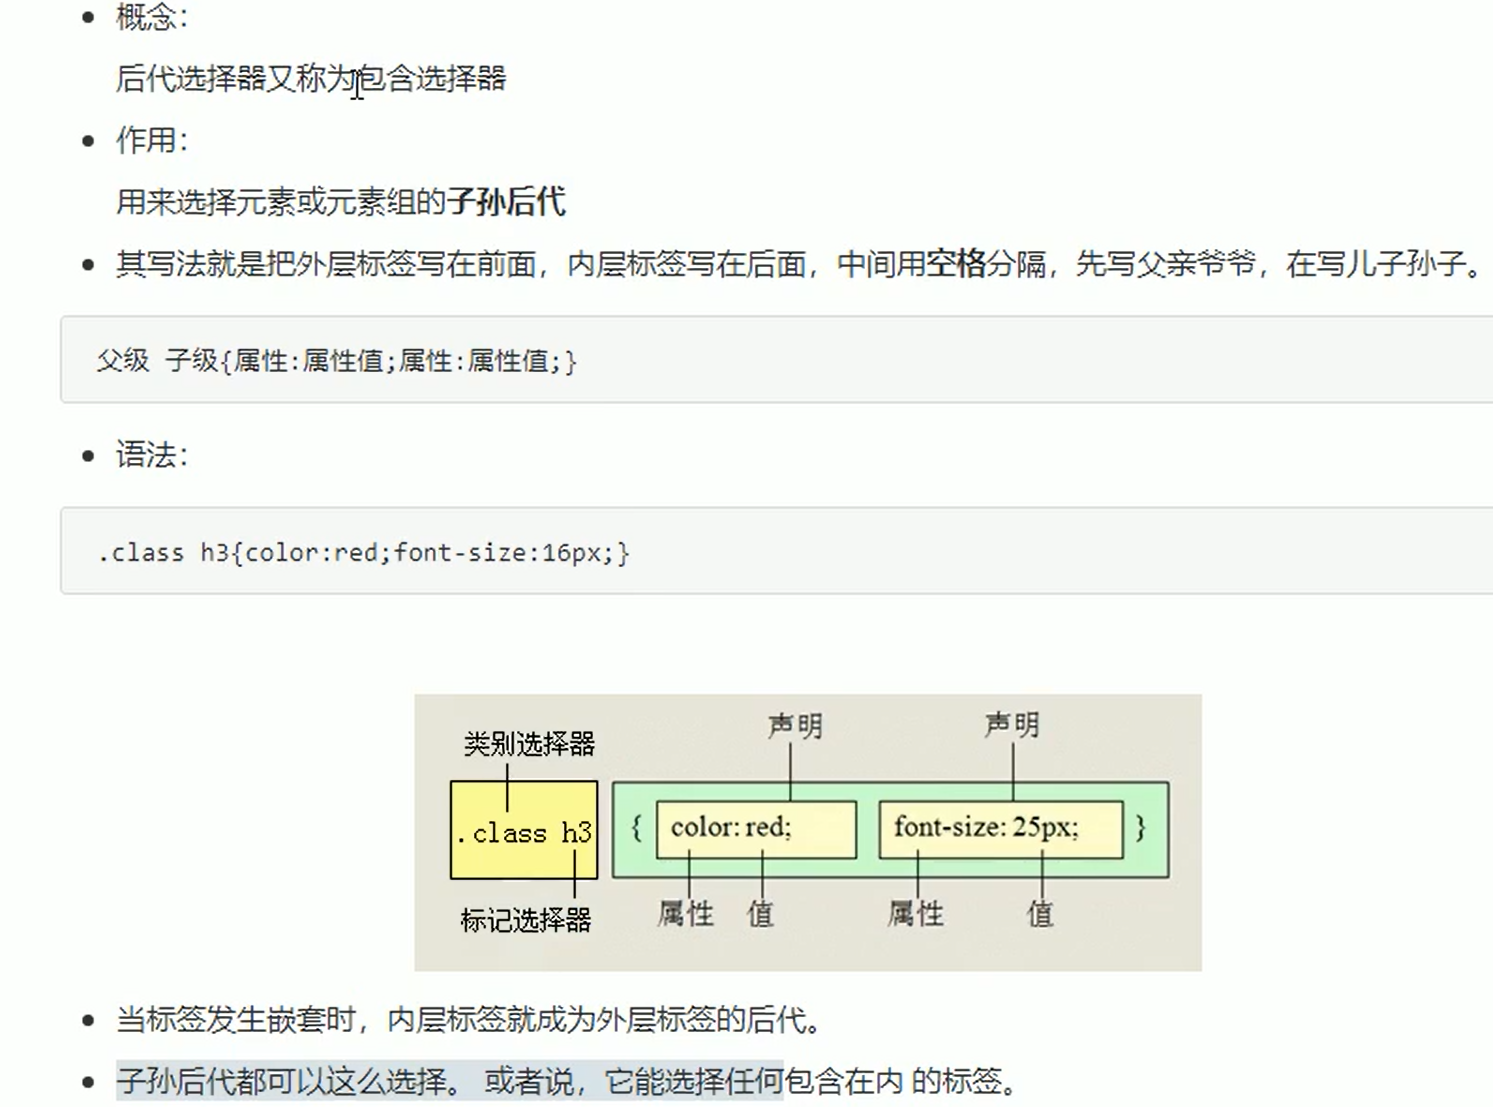 概念：
后代选择器又称为包含选择器
作用：
用来选择元素或元素组的子孙后代
其写法就是把外层标签写在前面，内层标签写在后面，中间用空格分隔，先写父亲爷爷，在写儿子孙子。
父级 子级{属性:属性值;属性:属性值;}
语法：
.class h3{color:red;font-size:16px;}
声明 声明
类别选择器
.class h3 { color: red; font-size: 25px; }
标记选择器 属性 值 属性 值
当标签发生嵌套时，内层标签就成为外层标签的后代。
子孙后代都可以这么选择。 或者说，它能选择任何包含在内 的标签。